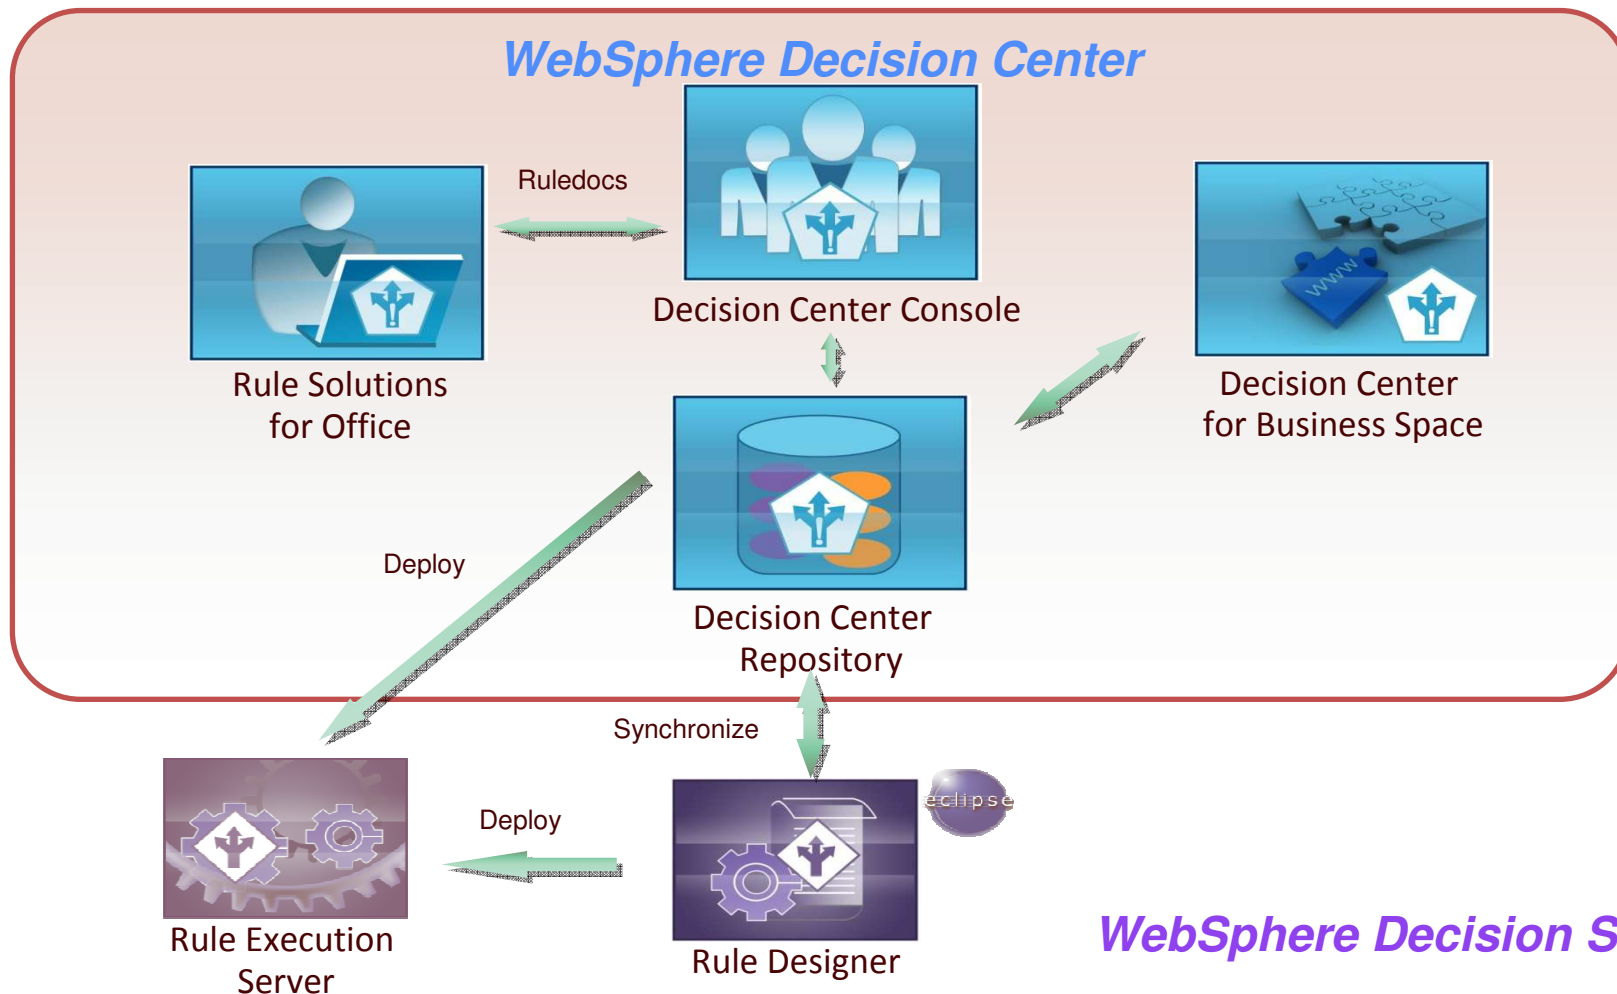 WebSphere Decision Center
Ruledocs
Decision Center Console
Rule Solutions
for Office
Decision Center
for Business Space
www
Deploy
Decision Center
Repository
Synchronize
eclipse
Deploy
Rule Execution
Server
Rule Designer
WebSphere Decision S